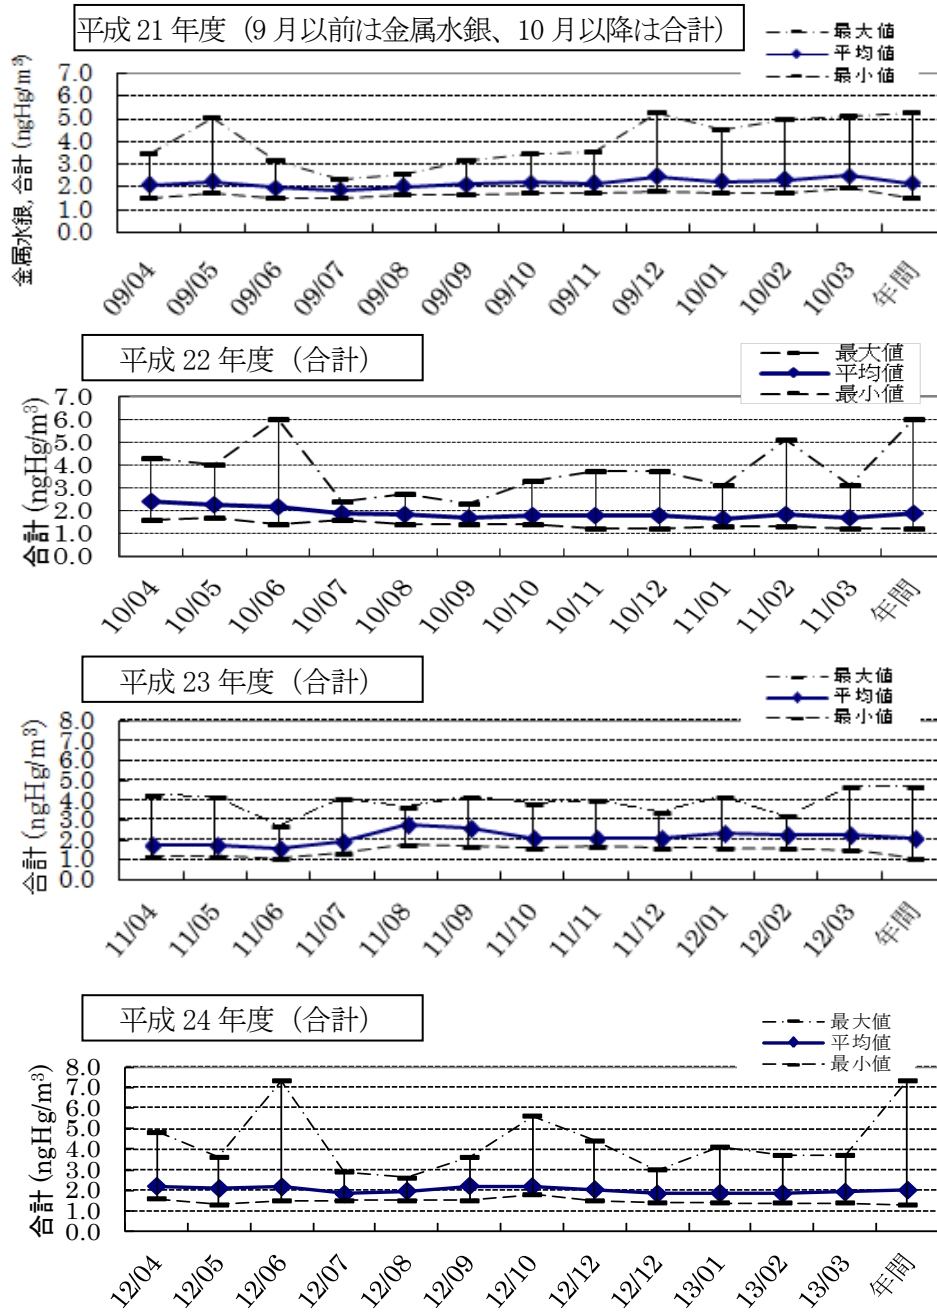 平成 21 年度（9 月以前は金属水銀、10 月以降は合計）
最大値
平均値
最小値
金属水銀, 合計 (ngHg/m³)
7.0
6.0
5.0
4.0
3.0
2.0
1.0
0.0
09/04 09/05 09/06 09/07 09/08 09/09 09/10 09/11 09/12 10/01 10/02 10/03 年間
平成 22 年度（合計）
最大値
平均値
最小値
合計 (ngHg/m³)
7.0
6.0
5.0
4.0
3.0
2.0
1.0
0.0
10/04 10/05 10/06 10/07 10/08 10/09 10/10 10/11 10/12 11/01 11/02 11/03 年間
平成 23 年度（合計）
最大値
平均値
最小値
合計 (ngHg/m³)
8.0
7.0
6.0
5.0
4.0
3.0
2.0
1.0
0.0
11/04 11/05 11/06 11/07 11/08 11/09 11/10 11/11 11/12 12/01 12/02 12/03 年間
平成 24 年度（合計）
最大値
平均値
最小値
合計 (ngHg/m³)
8.0
7.0
6.0
5.0
4.0
3.0
2.0
1.0
0.0
12/04 12/05 12/06 12/07 12/08 12/09 12/10 12/11 12/12 13/01 13/02 13/03 年間